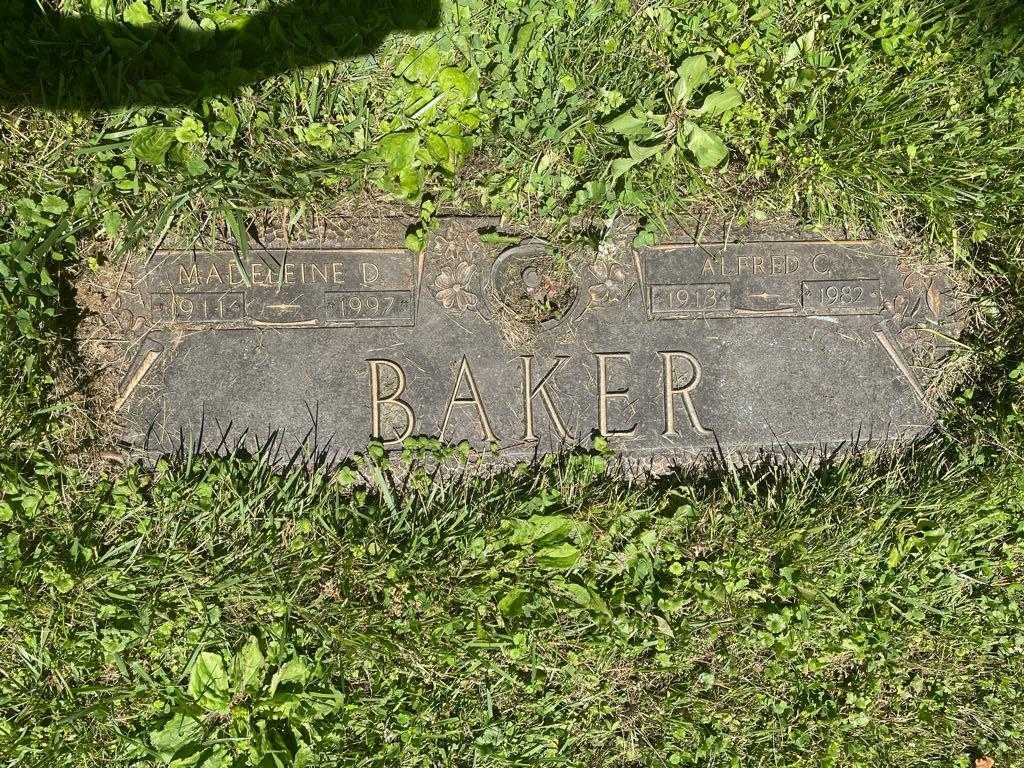 MADELEINE D.
1911 — 1997
ALFRED C.
1913 — 1982
BAKER